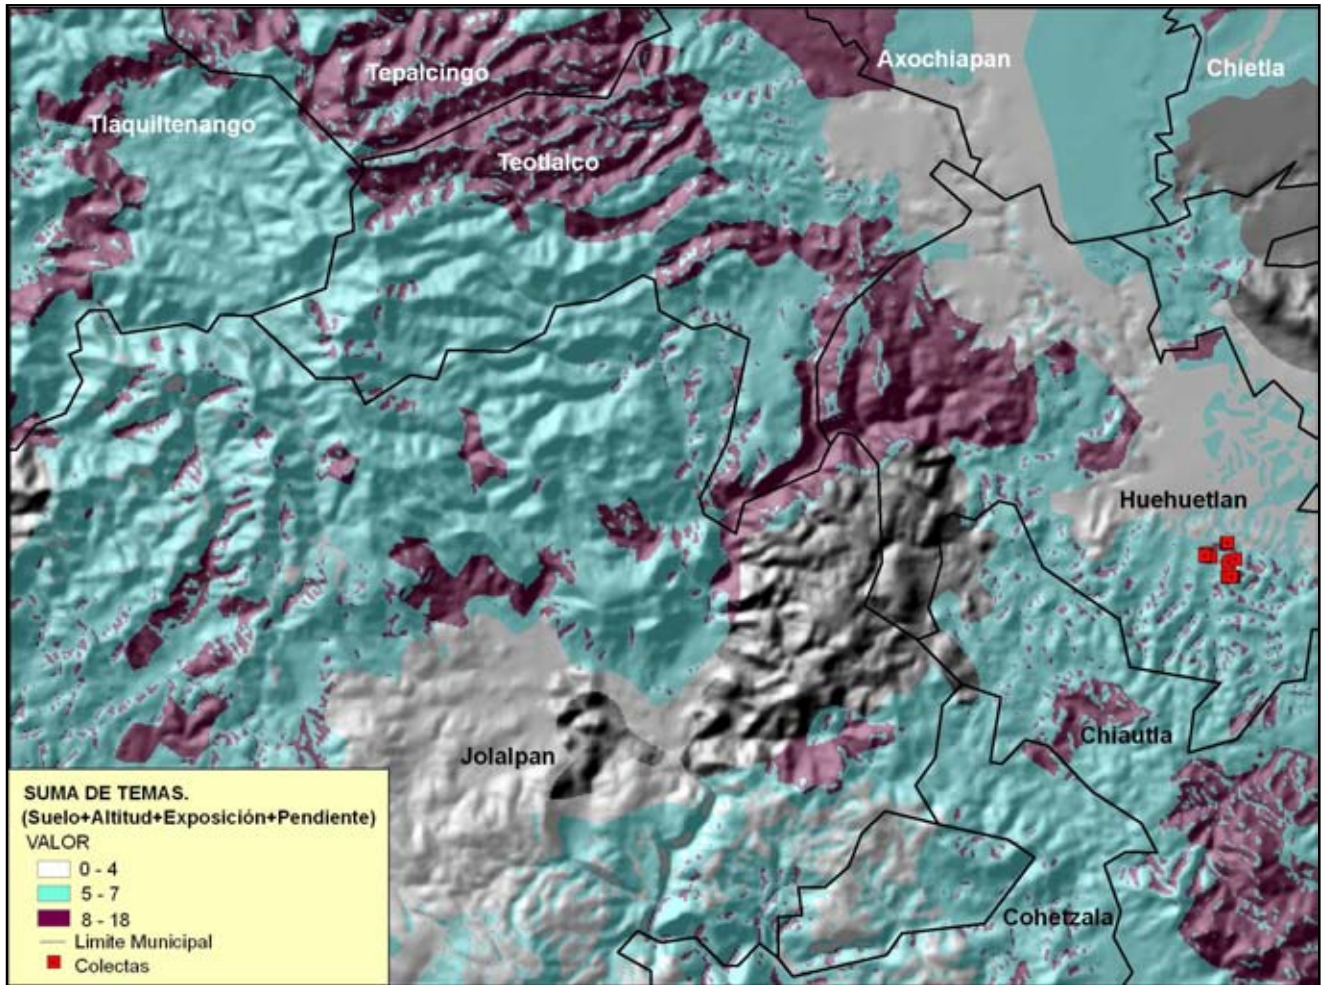 Axochiapan
Chietla
Tepalcingo
Tlaquiltenango
Teotlalco
Huehuetlan
Chiautla
Jolalpan
Cohetzala
SUMA DE TEMAS.
(Suelo+Altitud+Exposición+Pendiente)
VALOR
0 - 4
5 - 7
8 - 18
Limite Municipal
Colectas